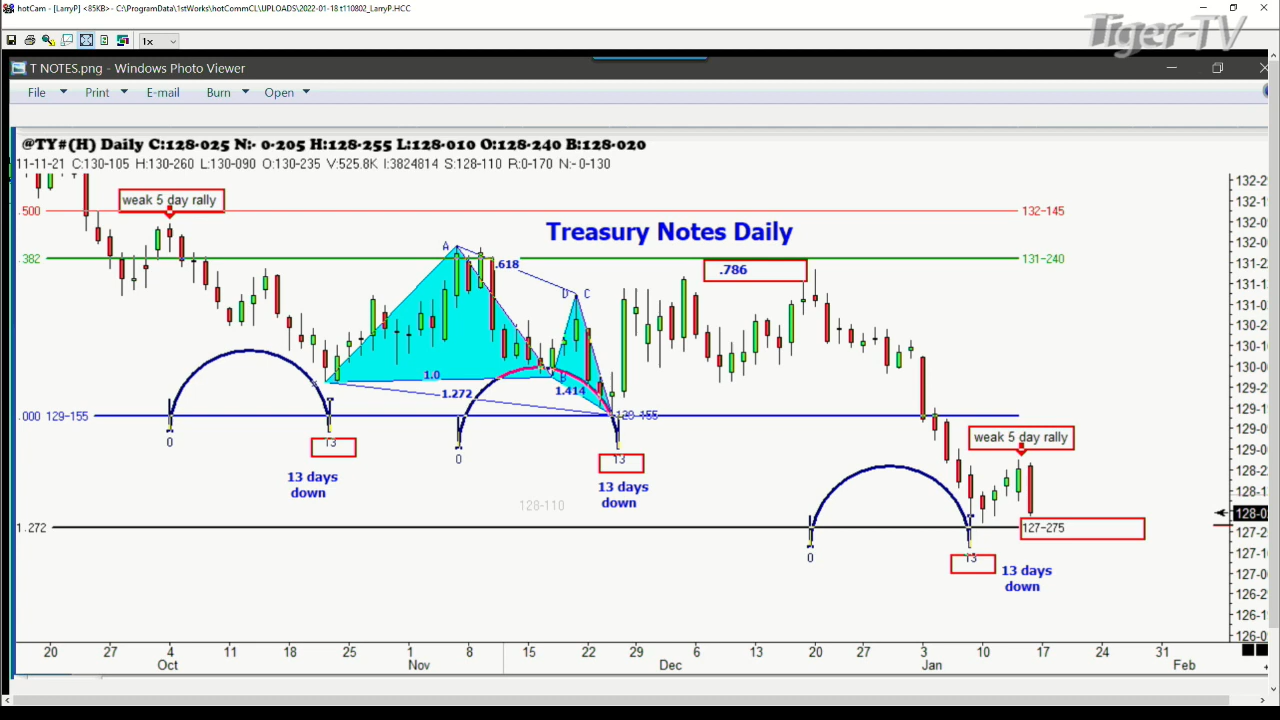 hotCam - [LarryP] <85KB> - C:\ProgramData\1stWorks\hotCommCL\UPLOADS\2022-01-18 t110802_LarryP.HCC
Tiger-TV
1x
T NOTES.png - Windows Photo Viewer
File Print E-mail Burn Open
@TY#(H) Daily C:128-025 N:- 0-205 H:128-255 L:128-010 O:128-240 B:128-020
11-11-21 C:130-105 H:130-260 L:130-090 O:130-235 V:525.8K I:3824814 S:128-110 R:0-170 N:-0-130
weak 5 day rally
.500
132-145
Treasury Notes Daily
A
.382
.618
131-240
.786
D C
1.0
X
B
1.272
1.414
.000 129-155
129-155
0
13
0
13
13 days
down
13 days
down
128-110
weak 5 day rally
1.272
127-275
0
13
13 days
down
132-2
132-1
132-0
132-0
131-2
131-1
131-0
130-2
130-1
130-0
129-2
129-1
129-0
129-0
128-2
128-1
128-0
127-2
127-1
127-0
126-2
126-1
126-0
20 27 4 11 18 25 1 8 15 22 29 6 13 20 27 3 10 17 24 31
Oct Nov Dec Jan Feb